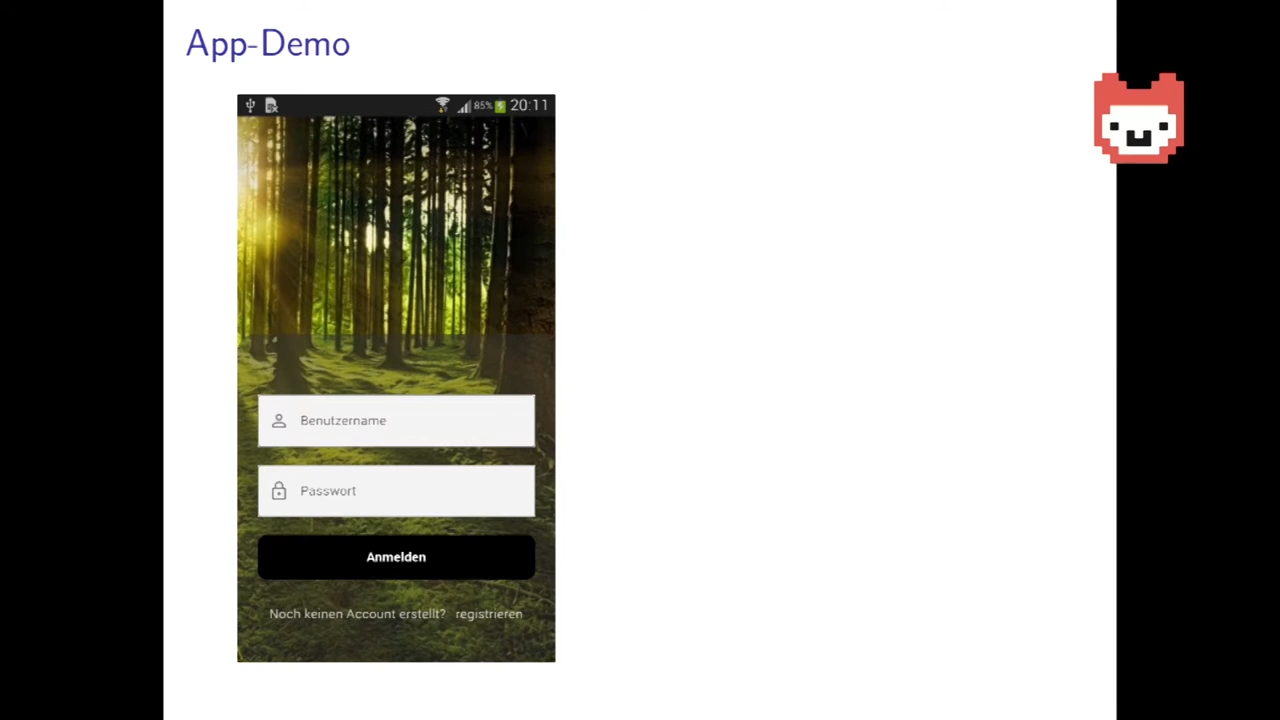 App-Demo
85% 20:11
Benutzername
Passwort
Anmelden
Noch keinen Account erstellt? registrieren